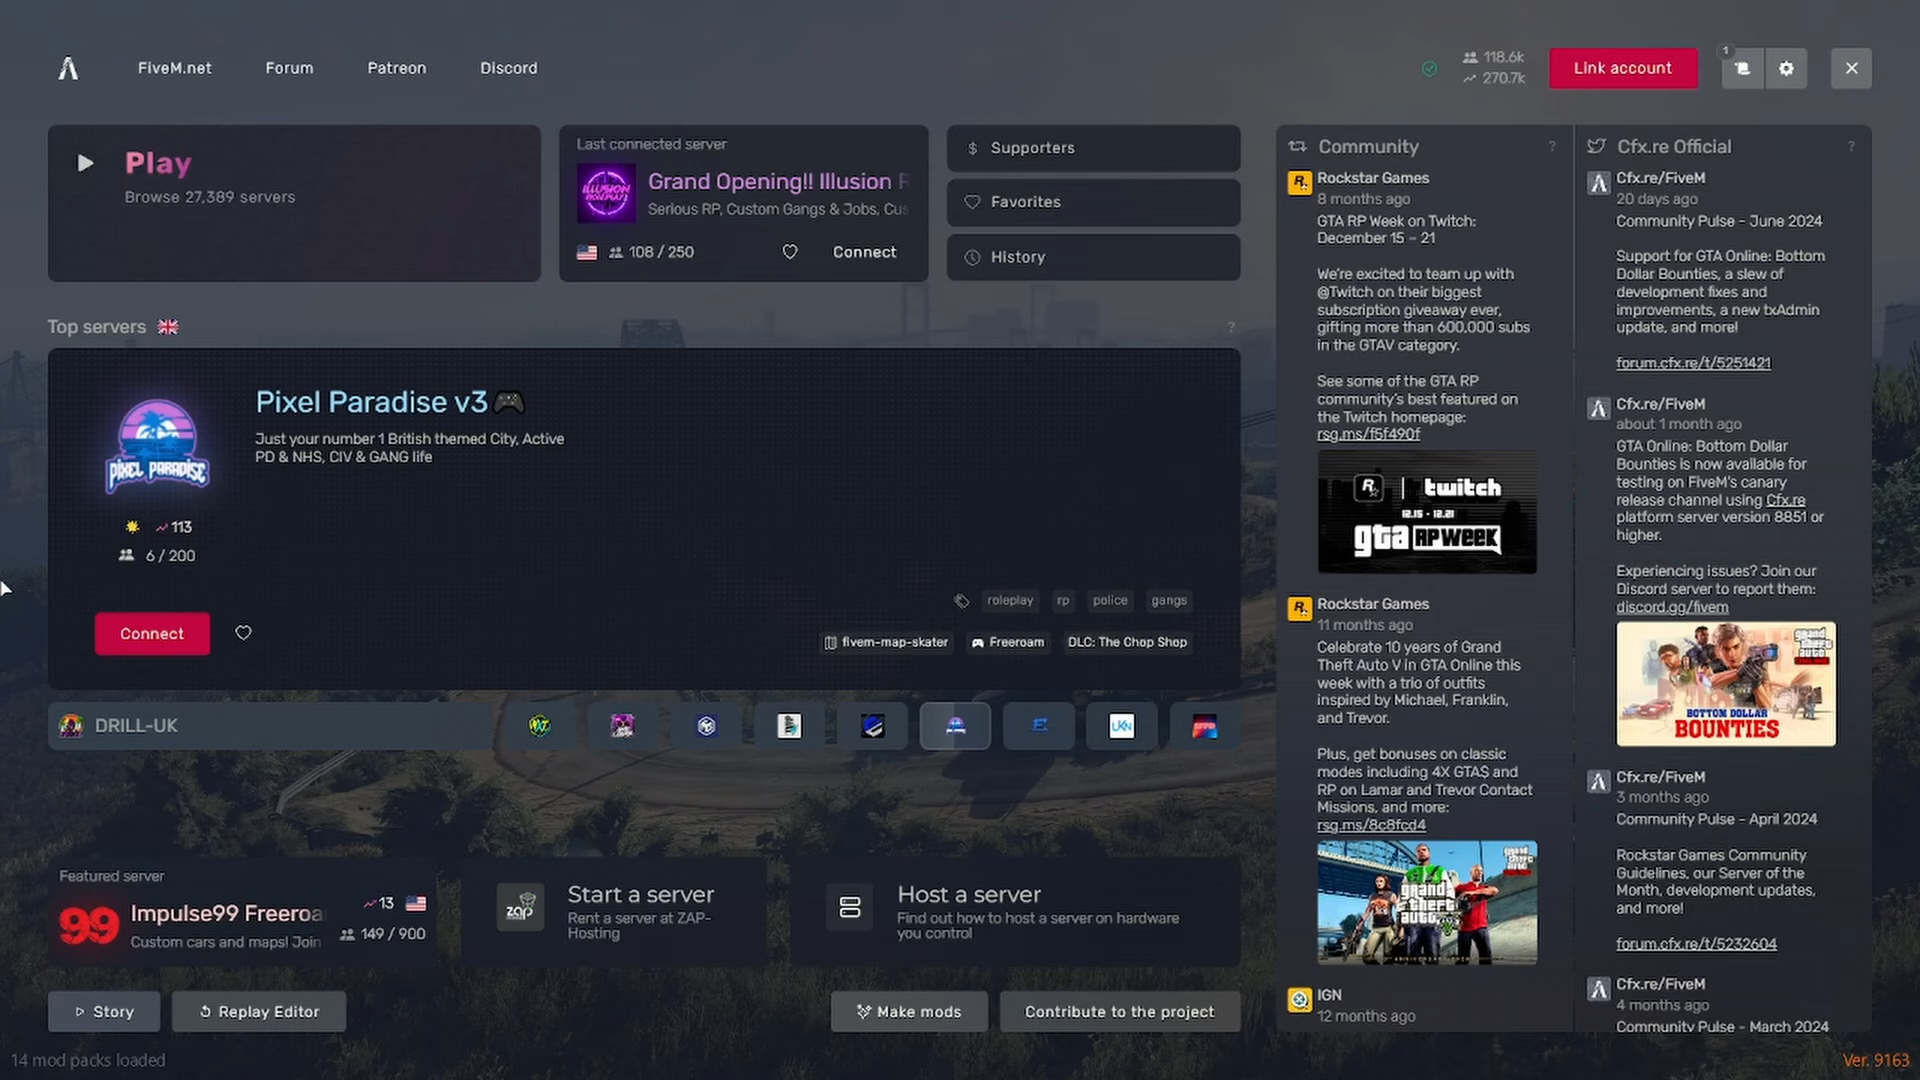 FiveM.net
Forum
Patreon
Discord
118.6k
270.7k
Link account
1
Play
Browse 27,389 servers
Last connected server
ILLUSION
ROLEPLAY
Grand Opening!! Illusion
Serious RP, Custom Gangs & Jobs, Cus
108 / 250
Connect
$ Supporters
Favorites
History
Top servers
?
Pixel Paradise v3
Just your number 1 British themed City, Active
PD & NHS, CIV & GANG life
PIXEL PARADISE
113
6 / 200
roleplay
rp
police
gangs
Connect
fivem-map-skater
Freeroam
DLC: The Chop Shop
DRILL-UK
UKN
Featured server
99
Impulse99 Freeroa
Custom cars and maps! Join
13
149 / 900
zap
Start a server
Rent a server at ZAP-
Hosting
Host a server
Find out how to host a server on hardware
you control
Story
Replay Editor
Make mods
Contribute to the project
14 mod packs loaded
Community
?
Rockstar Games
8 months ago
GTA RP Week on Twitch:
December 15 – 21
We're excited to team up with
@Twitch on their biggest
subscription giveaway ever,
gifting more than 600,000 subs
in the GTAV category.
See some of the GTA RP
community's best featured on
the Twitch homepage:
rsg.ms/f5f490f
R | twitch
12.15 - 12.21
gta RP WEEK
Rockstar Games
11 months ago
Celebrate 10 years of Grand
Theft Auto V in GTA Online this
week with a trio of outfits
inspired by Michael, Franklin,
and Trevor.
Plus, get bonuses on classic
modes including 4X GTA$ and
RP on Lamar and Trevor Contact
Missions, and more:
rsg.ms/8c8fcd4
grand
theft
auto
V
IGN
12 months ago
Cfx.re Official
?
Cfx.re/FiveM
20 days ago
Community Pulse - June 2024
Support for GTA Online: Bottom
Dollar Bounties, a slew of
development fixes and
improvements, a new txAdmin
update, and more!
forum.cfx.re/t/5251421
Cfx.re/FiveM
about 1 month ago
GTA Online: Bottom Dollar
Bounties is now available for
testing on FiveM's canary
release channel using Cfx.re
platform server version 8851 or
higher.
Experiencing issues? Join our
Discord server to report them:
discord.gg/fivem
grand
theft
auto
ONLINE
BOTTOM DOLLAR
BOUNTIES
Cfx.re/FiveM
3 months ago
Community Pulse - April 2024
Rockstar Games Community
Guidelines, our Server of the
Month, development updates,
and more!
forum.cfx.re/t/5232604
Cfx.re/FiveM
4 months ago
Community Pulse - March 2024
Ver. 9163